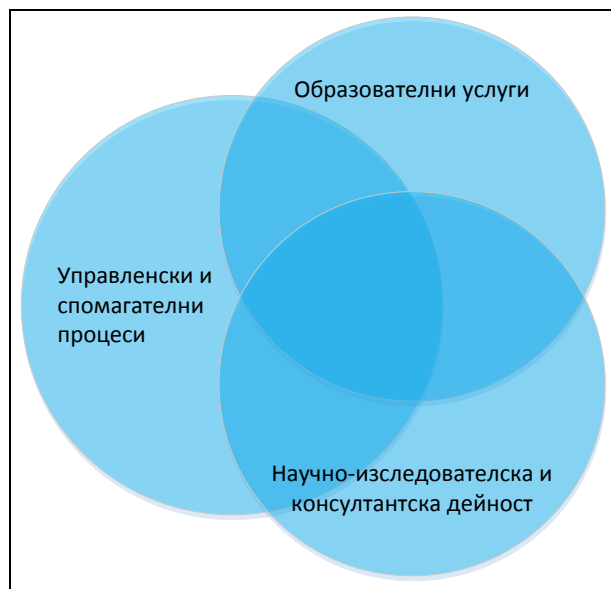 Образователни услуги
Управленски и
спомагателни
процеси
Научно-изследователска и
консултантска дейност